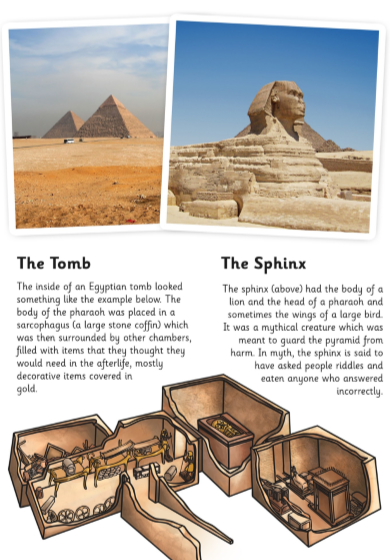 The Tomb
The inside of an Egyptian tomb looked
something like the example below. The
body of the pharaoh was placed in a
sarcophagus (a large stone coffin) which
was then surrounded by other chambers,
filled with items that they thought they
would need in the afterlife, mostly
decorative items covered in
gold.
The Sphinx
The sphinx (above) had the body of a
lion and the head of a pharaoh and
sometimes the wings of a large bird.
It was a mythical creature which was
meant to guard the pyramid from
harm. In myth, the sphinx is said to
have asked people riddles and
eaten anyone who answered
incorrectly.